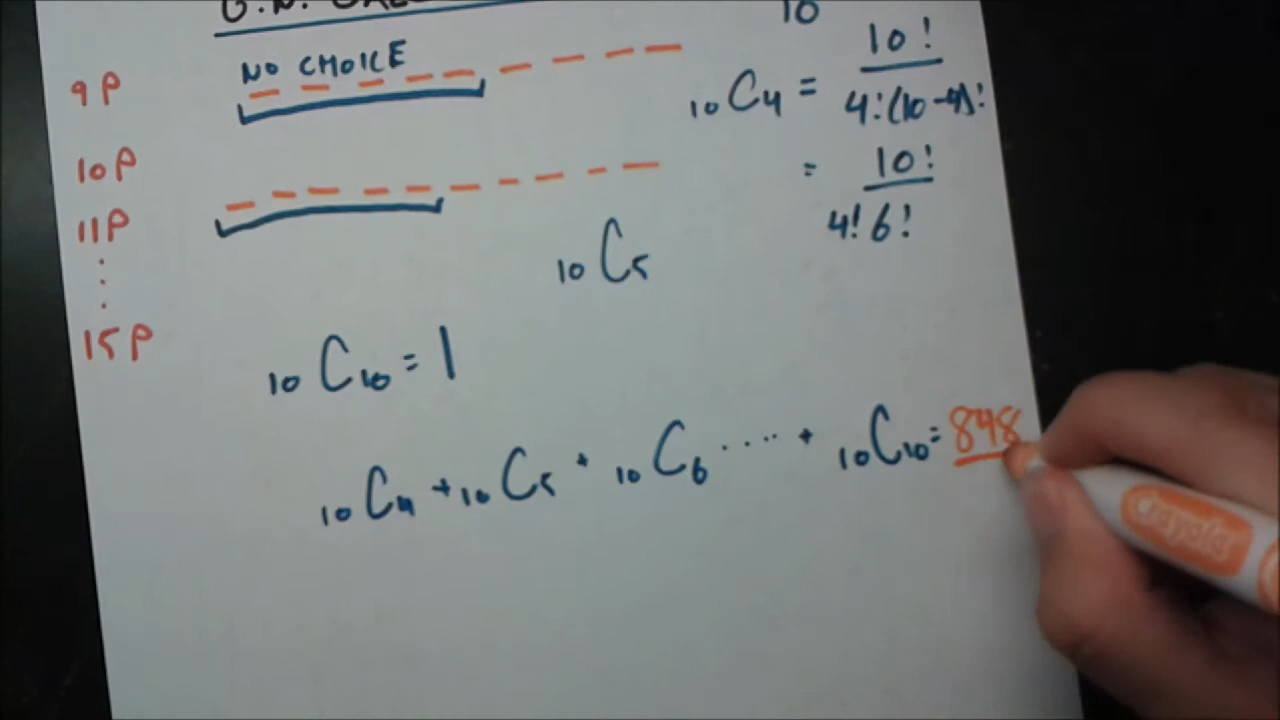 10
NO CHOICE
9P
10C4 = 10! / 4!(10-4)!
10P
= 10! / 4! 6!
11P
10C5
15P
10C10 = 1
10C4 + 10C5 + 10C6 ..... + 10C10 = 848
Crayola